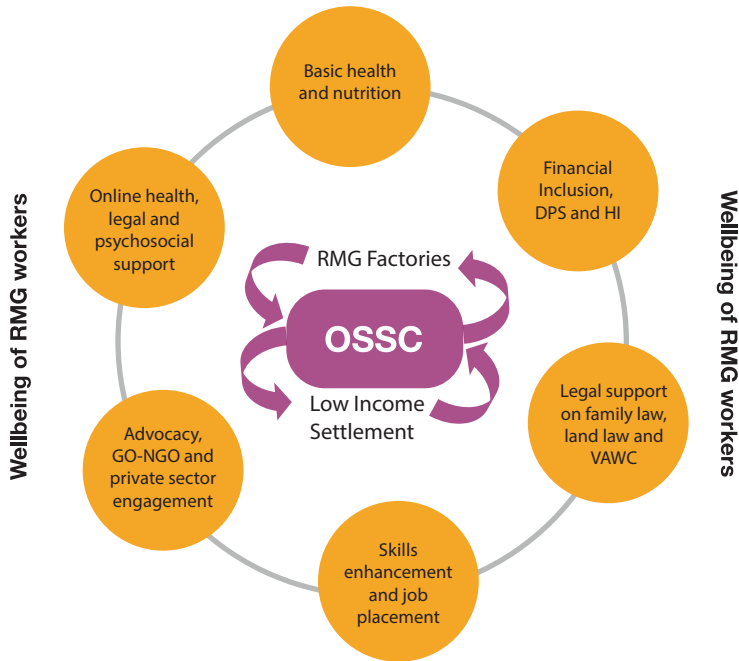 Basic health
and nutrition
Financial
Inclusion,
DPS and HI
Legal support
on family law,
land law and
VAWC
Skills
enhancement
and job
placement
Advocacy,
GO-NGO and
private sector
engagement
Online health,
legal and
psychosocial
support
RMG Factories
OSSC
Low Income
Settlement
Wellbeing of RMG workers
Wellbeing of RMG workers